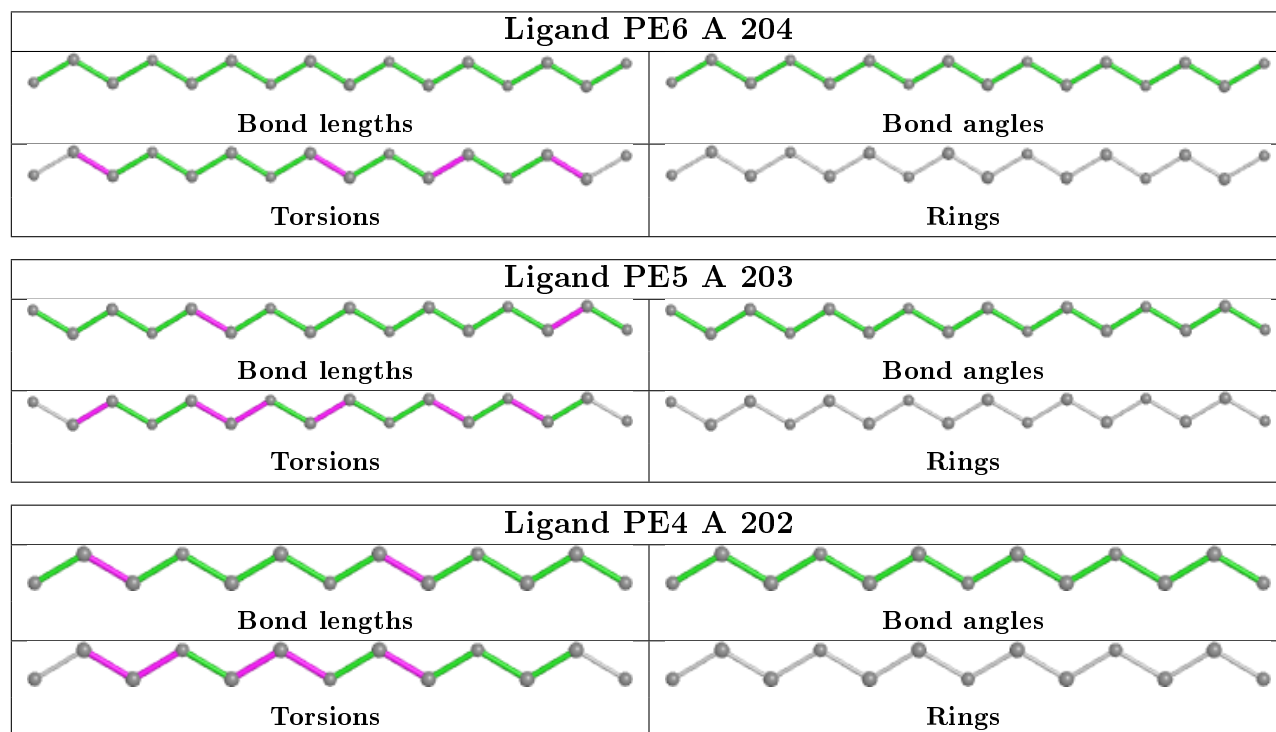 Ligand PE6 A 204
Bond lengths Bond angles
Torsions Rings
Ligand PE5 A 203
Bond lengths Bond angles
Torsions Rings
Ligand PE4 A 202
Bond lengths Bond angles
Torsions Rings